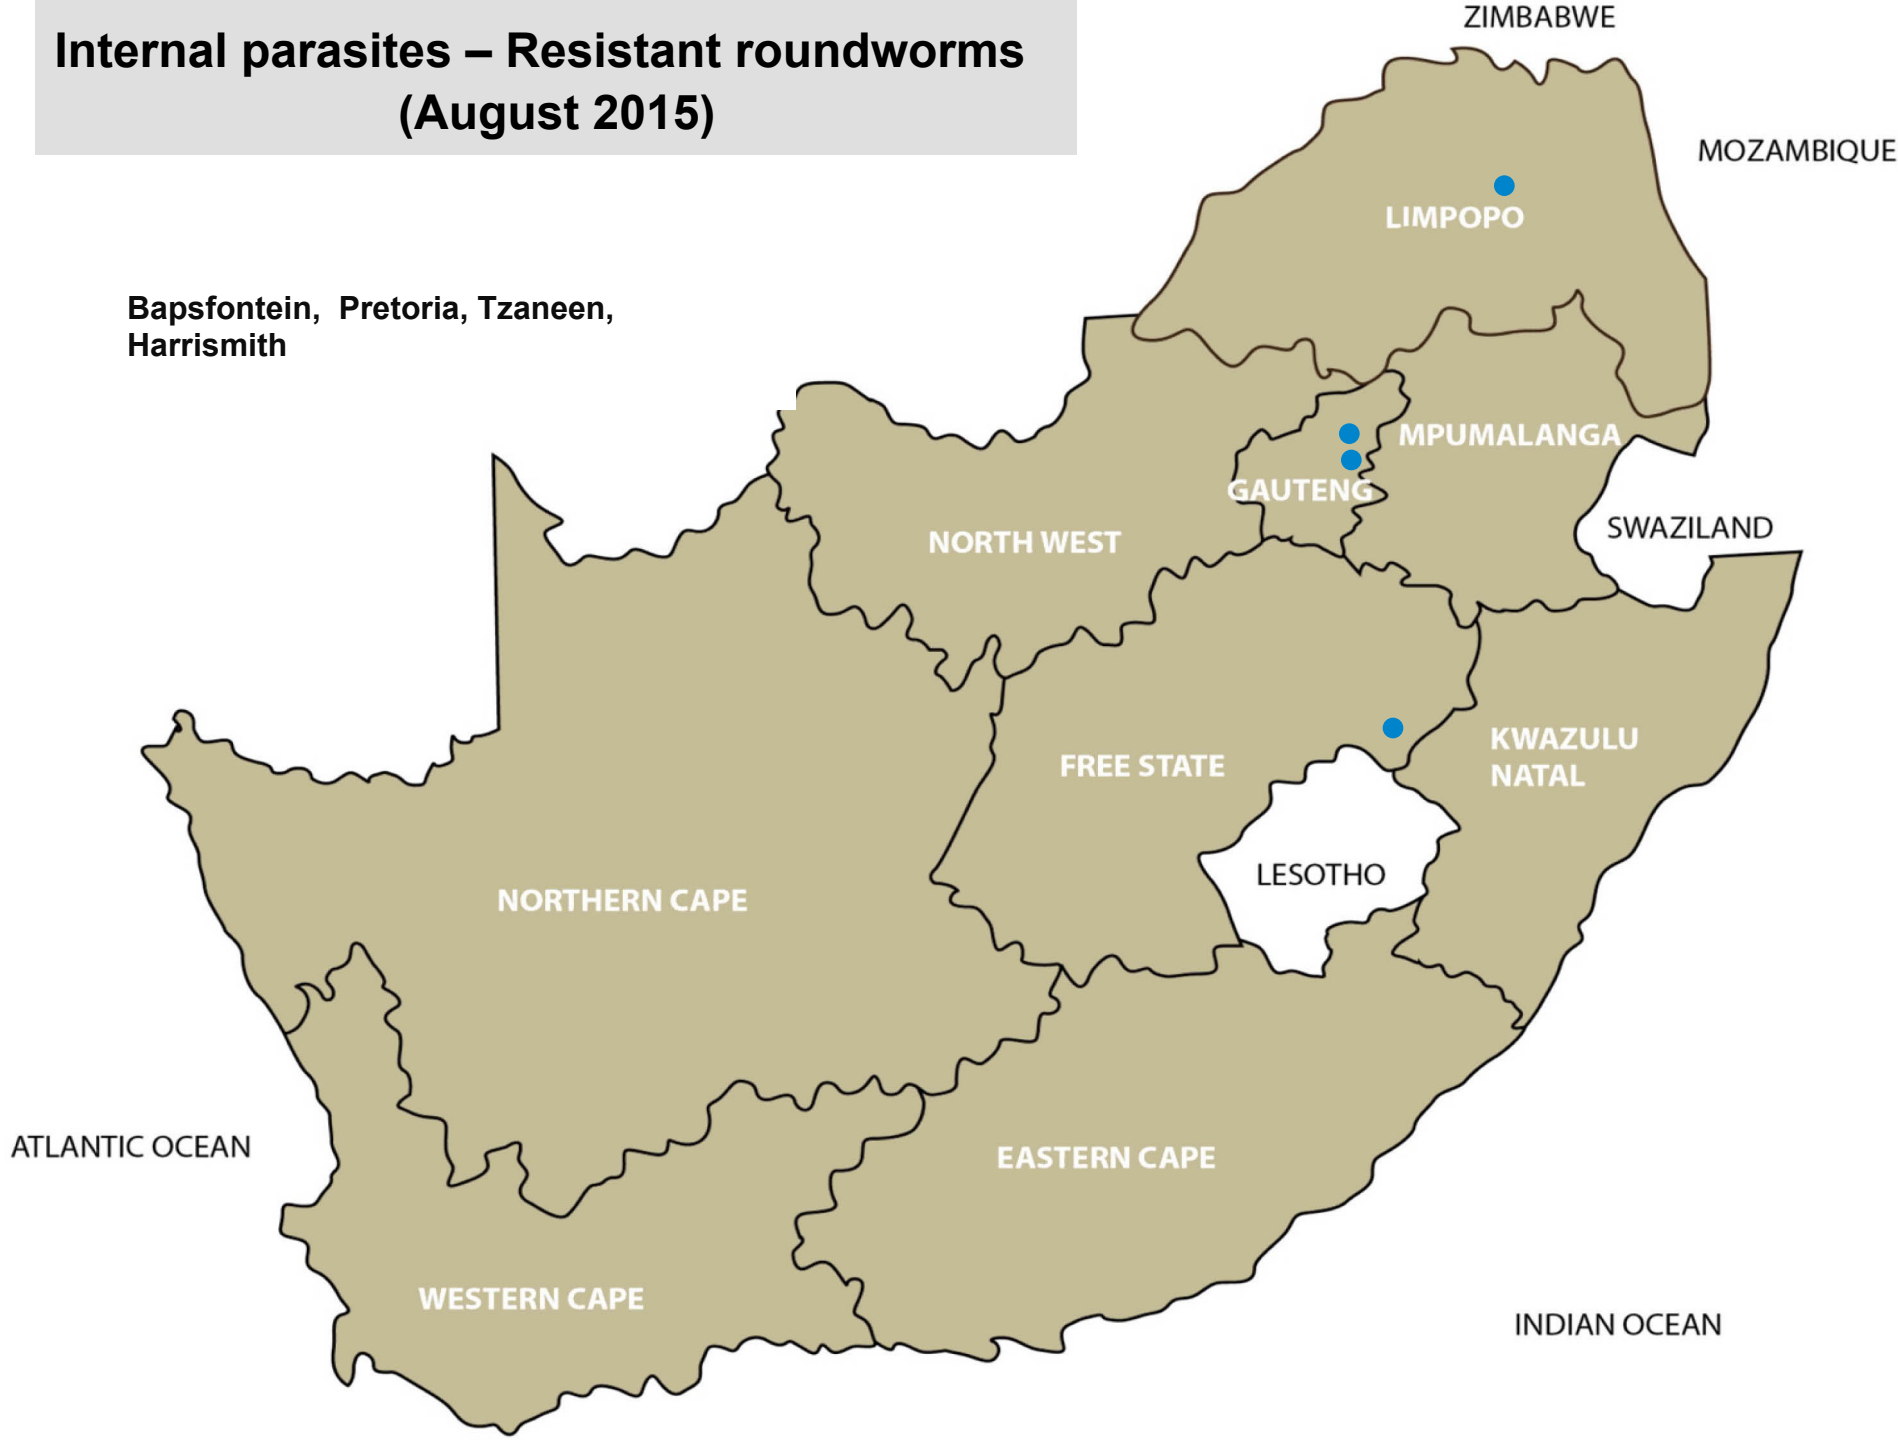 Internal parasites – Resistant roundworms
(August 2015)
ZIMBABWE
MOZAMBIQUE
LIMPOPO
Bapsfontein,  Pretoria, Tzaneen,
Harrismith
MPUMALANGA
GAUTENG
SWAZILAND
NORTH WEST
KWAZULU
NATAL
FREE STATE
LESOTHO
NORTHERN CAPE
ATLANTIC OCEAN
EASTERN CAPE
WESTERN CAPE
INDIAN OCEAN